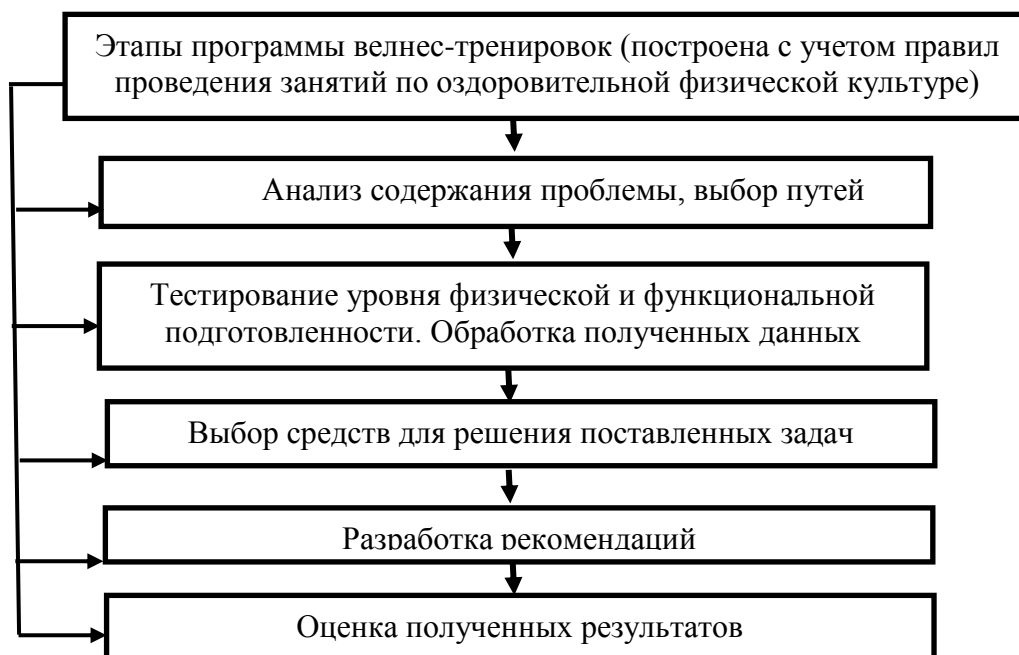 Этапы программы велнес-тренировок (построена с учетом правил
проведения занятий по оздоровительной физической культуре)
Анализ содержания проблемы, выбор путей
Тестирование уровня физической и функциональной
подготовленности. Обработка полученных данных
Выбор средств для решения поставленных задач
Разработка рекомендаций
Оценка полученных результатов